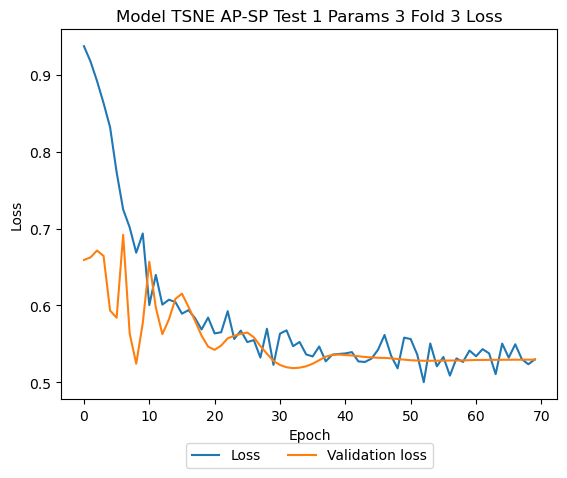 Model TSNE AP-SP Test 1 Params 3 Fold 3 Loss
0.9
0.8
0.7
0.6
0.5
Loss
0 10 20 30 40 50 60 70
Epoch
Loss Validation loss